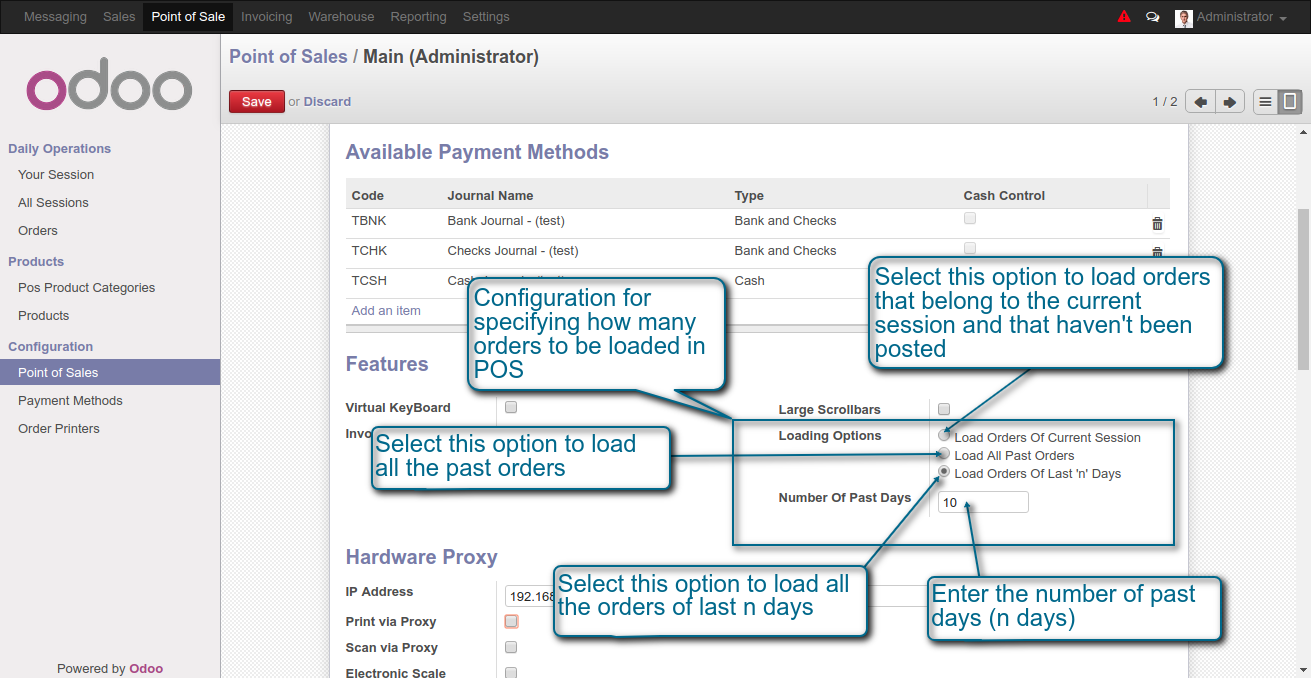 Messaging Sales Point of Sale Invoicing Warehouse Reporting Settings Administrator
odoo
Point of Sales / Main (Administrator)
Save or Discard
1 / 2
Daily Operations
Your Session
All Sessions
Orders
Products
Pos Product Categories
Products
Configuration
Point of Sales
Payment Methods
Order Printers
Powered by Odoo
Available Payment Methods
Code Journal Name Type Cash Control
TBNK Bank Journal - (test) Bank and Checks
TCHK Checks Journal - (test) Bank and Checks
TCSH Cash
Add an item
Configuration for
specifying how many
orders to be loaded in
POS
Select this option to load orders
that belong to the current
session and that haven't been
posted
Features
Virtual KeyBoard
Large Scrollbars
Select this option to load
all the past orders
Loading Options
Load Orders Of Current Session
Load All Past Orders
Load Orders Of Last 'n' Days
Number Of Past Days 10
Hardware Proxy
IP Address 192.168
Print via Proxy
Scan via Proxy
Electronic Scale
Select this option to load all
the orders of last n days
Enter the number of past
days (n days)